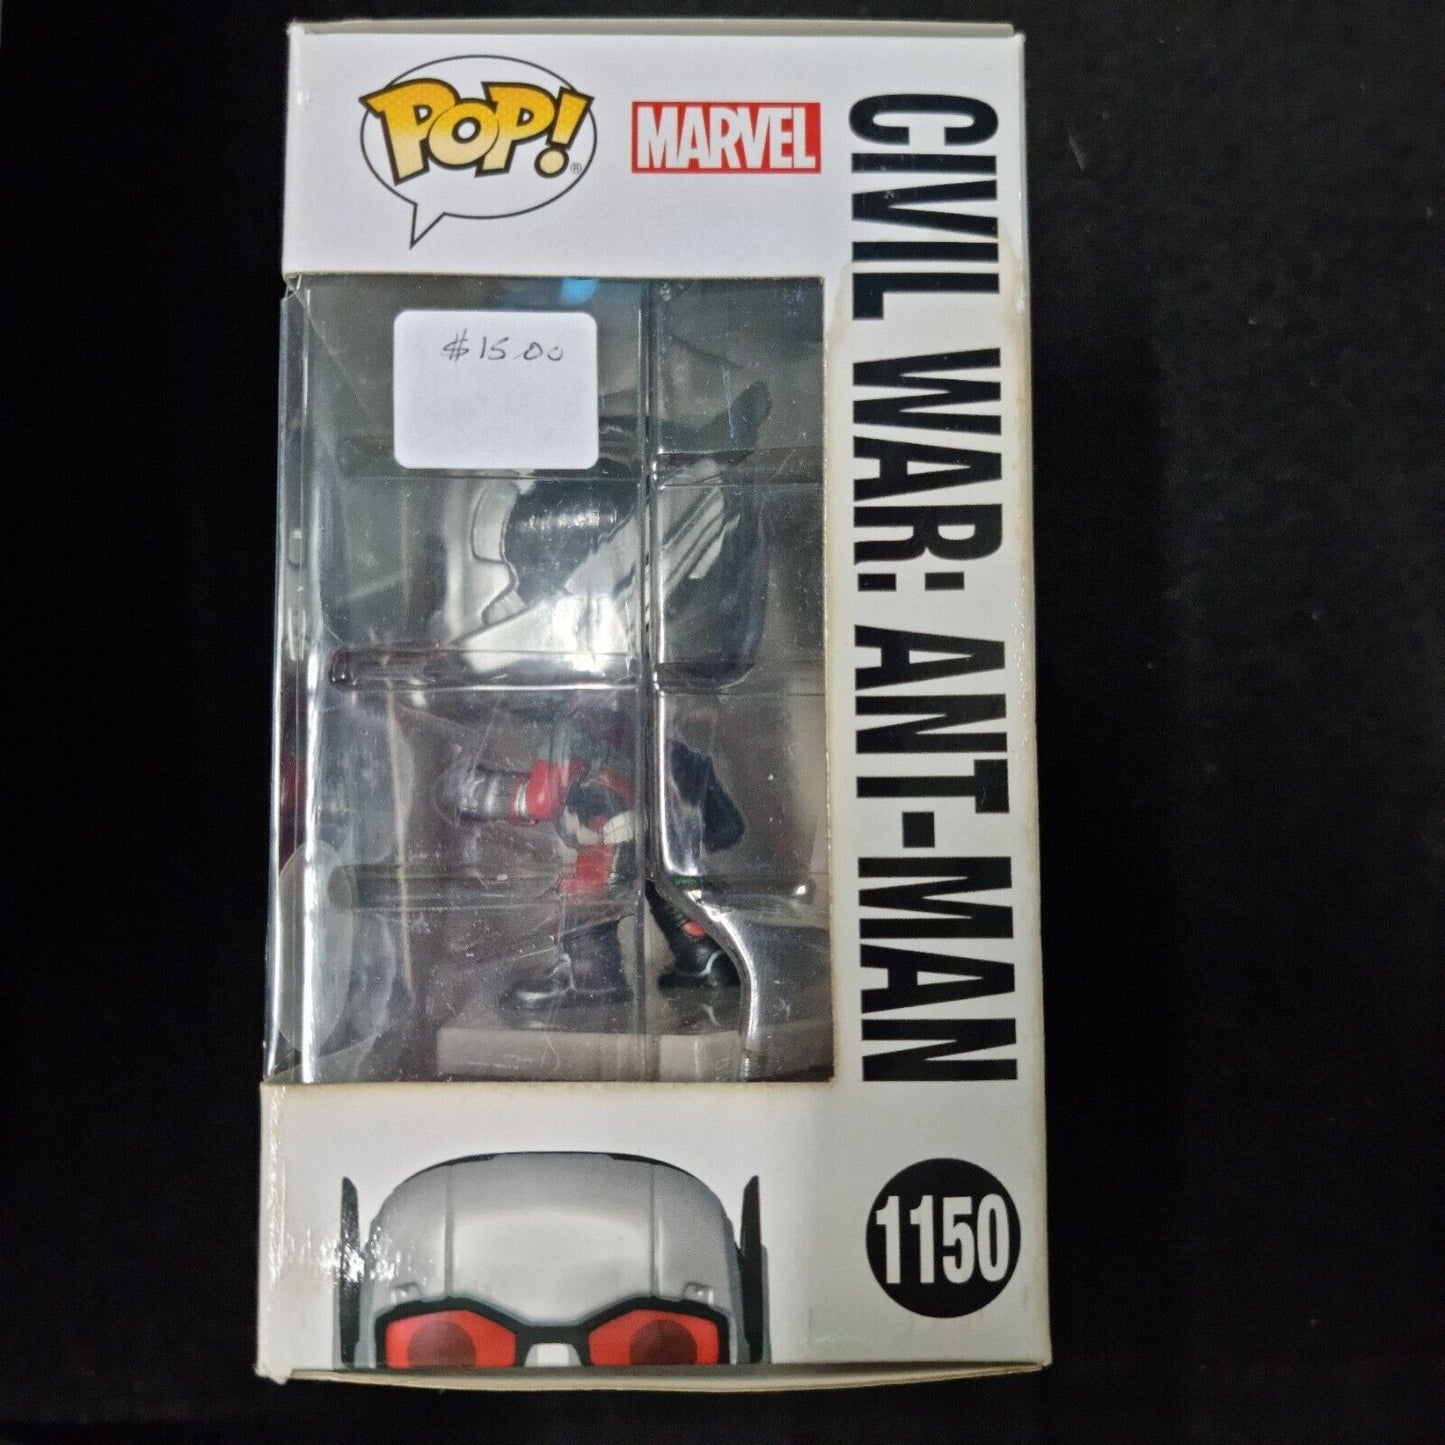 POP!®
MARVEL
CIVIL WAR: ANT-MAN
$15.00
1150